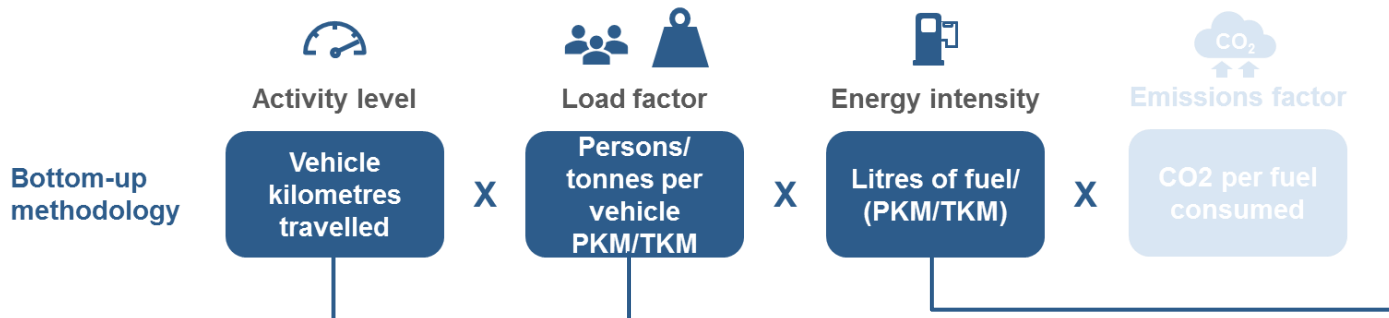 CO₂
Activity level
Load factor
Energy intensity
Emissions factor
Bottom-up
methodology
Vehicle
kilometres
travelled
X
Persons/
tonnes per
vehicle
PKM/TKM
X
Litres of fuel/
(PKM/TKM)
X
CO2 per fuel
consumed